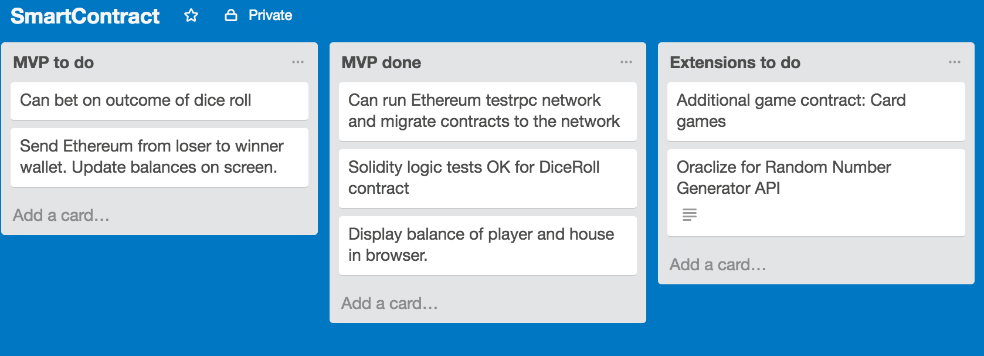 SmartContract Private
MVP to do
Can bet on outcome of dice roll
Send Ethereum from loser to winner
wallet. Update balances on screen.
Add a card…
MVP done
Can run Ethereum testrpc network
and migrate contracts to the network
Solidity logic tests OK for DiceRoll
contract
Display balance of player and house
in browser.
Add a card…
Extensions to do
Additional game contract: Card
games
Oraclize for Random Number
Generator API
Add a card…